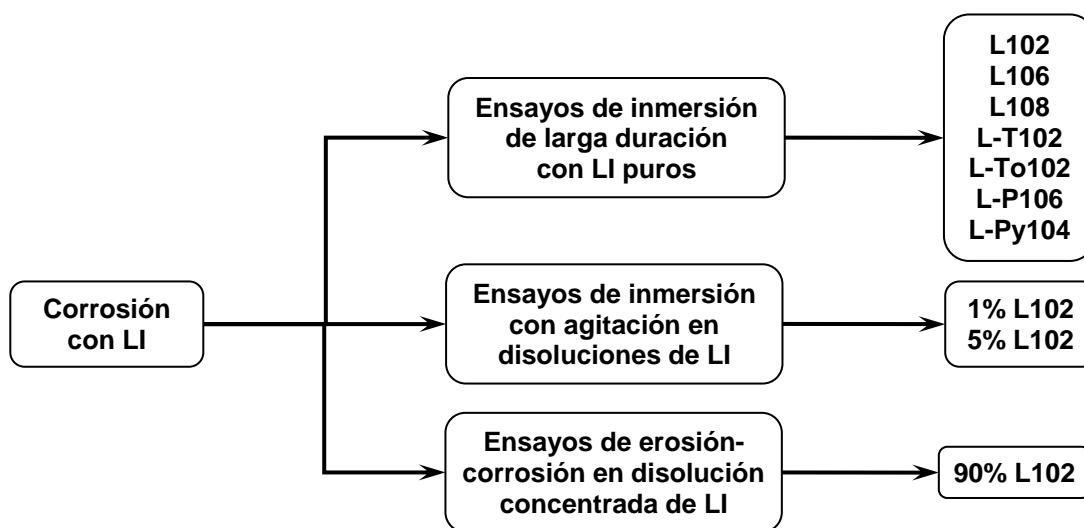 Corrosión
con LI
Ensayos de inmersión
de larga duración
con LI puros
L102
L106
L108
L-T102
L-To102
L-P106
L-Py104
Ensayos de inmersión
con agitación en
disoluciones de LI
1% L102
5% L102
Ensayos de erosión-
corrosión en disolución
concentrada de LI
90% L102